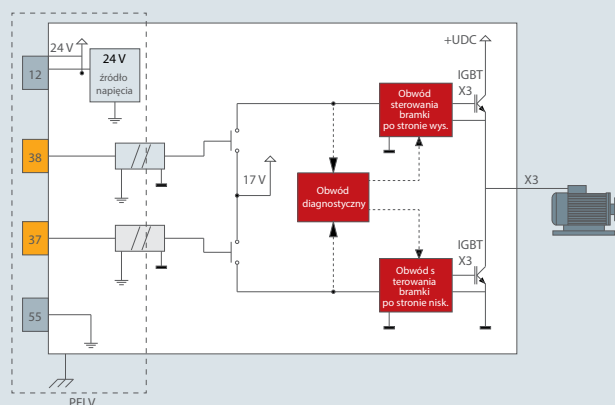 +UDC
24 V
24 V
źródło
napięcia
12
IGBT
X3
Obwód
sterowania
bramki
po stronie wys.
38
17 V
Obwód
diagnostyczny
X3
37
IGBT
X3
Obwód s
terowania
bramki
po stronie nisk.
55
PELV